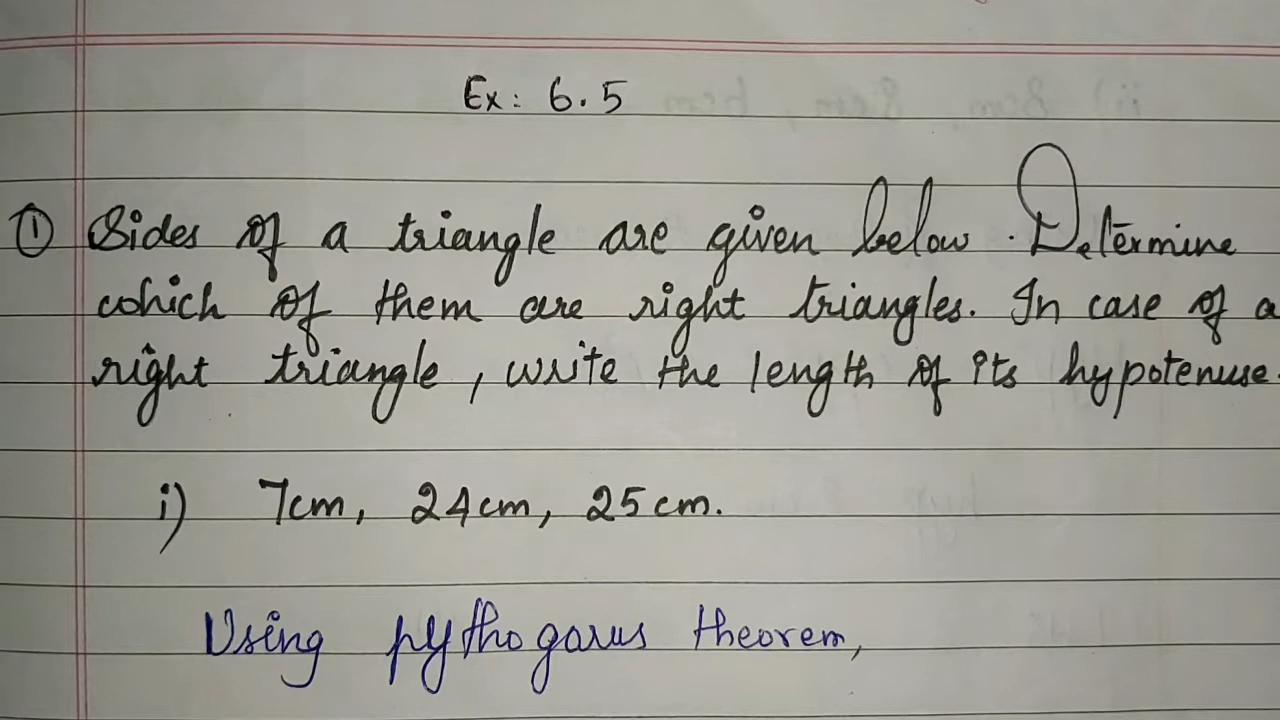 Ex: 6.5
① Sides of a triangle are given below. Determine
which of them are right triangles. In case of a
right triangle, write the length of its hypotenuse.
i) 7cm, 24cm, 25cm.
Using pythogarus theorem,